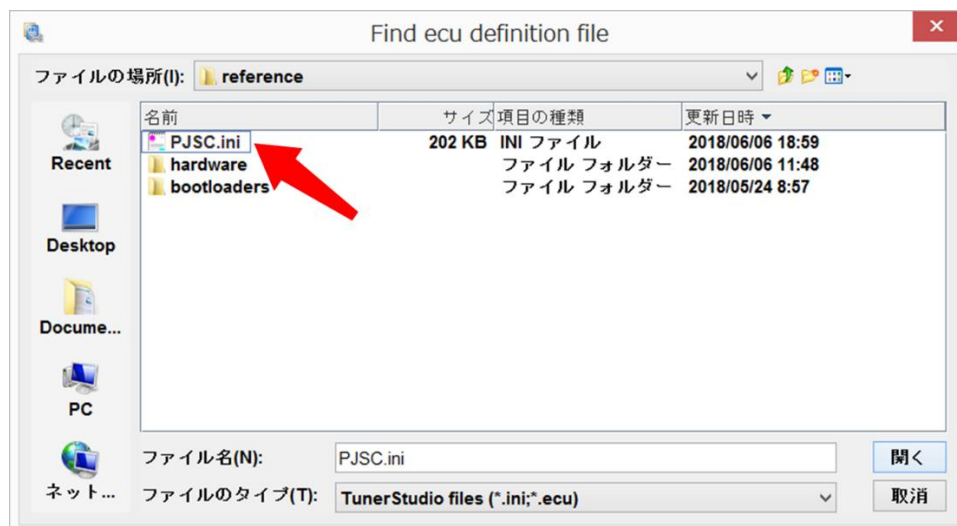 Find ecu definition file
ファイルの場所(I): reference
名前 サイズ 項目の種類 更新日時
PJSC.ini 202 KB INI ファイル 2018/06/06 18:59
hardware ファイル フォルダー 2018/06/06 11:48
bootloaders ファイル フォルダー 2018/05/24 8:57
Recent
Desktop
Docume...
PC
ネット...
ファイル名(N): PJSC.ini 開く
ファイルのタイプ(T): TunerStudio files (*.ini;*.ecu) 取消